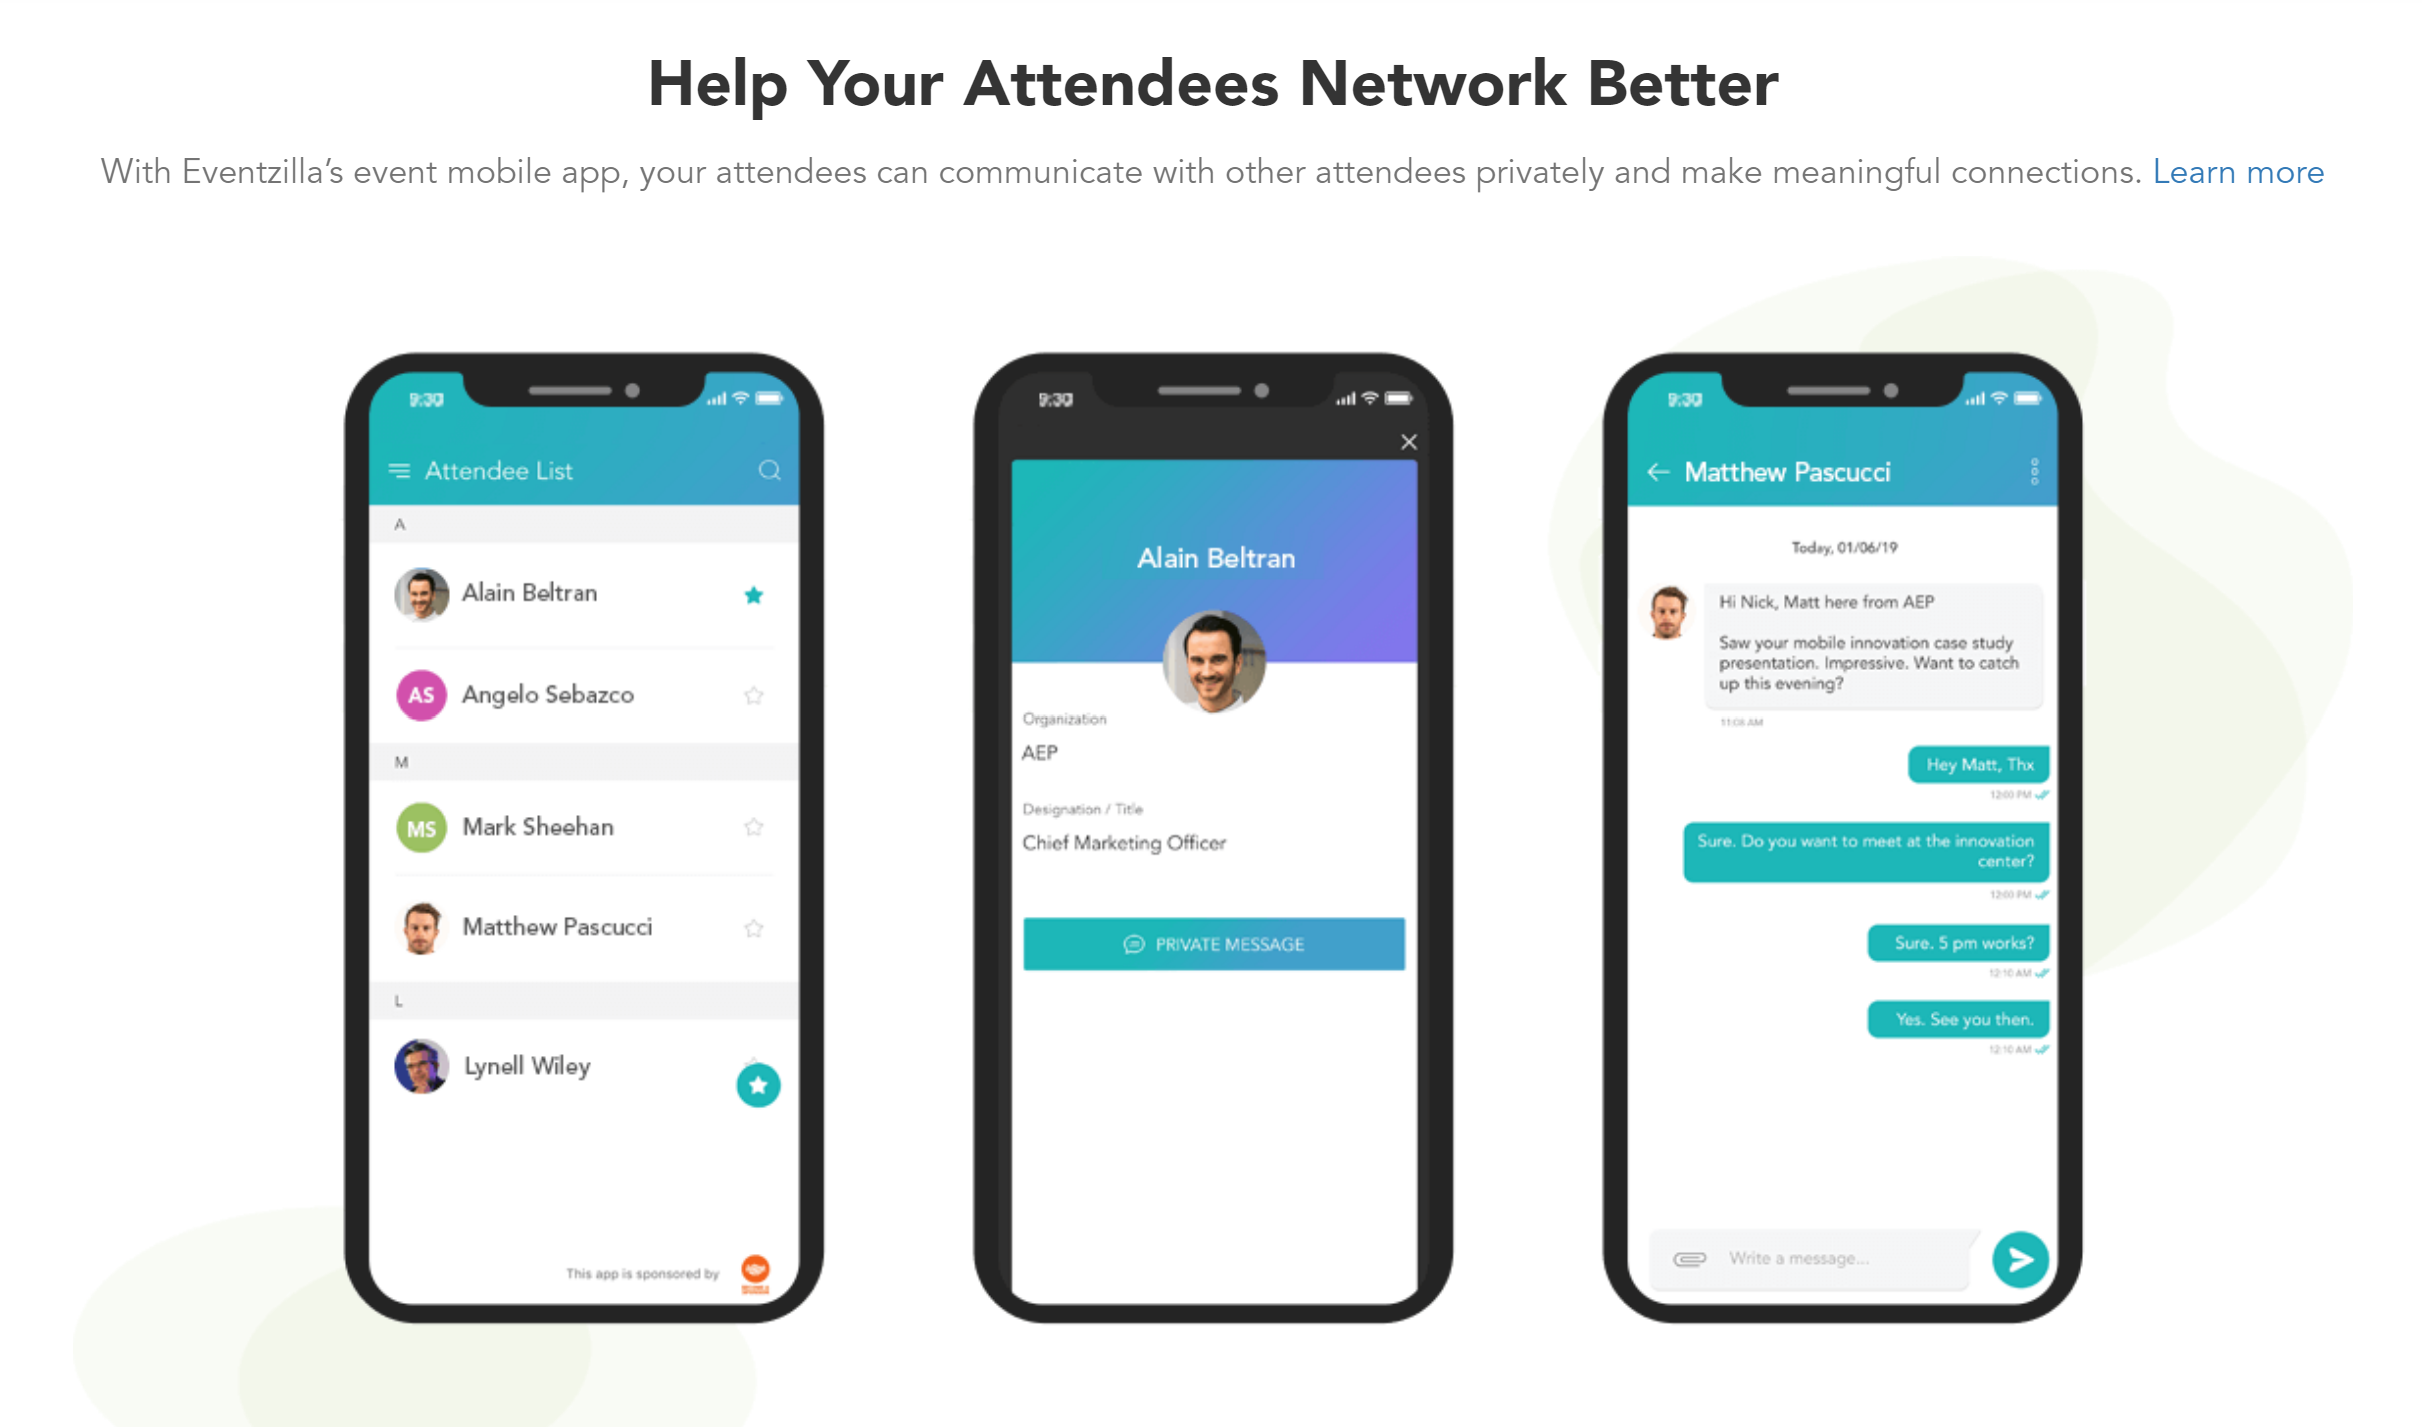 Help Your Attendees Network Better
With Eventzilla’s event mobile app, your attendees can communicate with other attendees privately and make meaningful connections. Learn more
9:30
Attendee List
A
Alain Beltran
AS
Angelo Sebazco
M
MS
Mark Sheehan
Matthew Pascucci
L
Lynell Wiley
This app is sponsored by
9:30
Alain Beltran
Organization
AEP
Designation / Title
Chief Marketing Officer
PRIVATE MESSAGE
9:30
Matthew Pascucci
Today, 01/06/19
Hi Nick, Matt here from AEP
Saw your mobile innovation case study
presentation. Impressive. Want to catch
up this evening?
11:08 AM
Hey Matt, Thx
12:00 PM
Sure. Do you want to meet at the innovation
center?
12:00 PM
Sure. 5 pm works?
12:10 AM
Yes. See you then.
12:10 AM
Write a message...